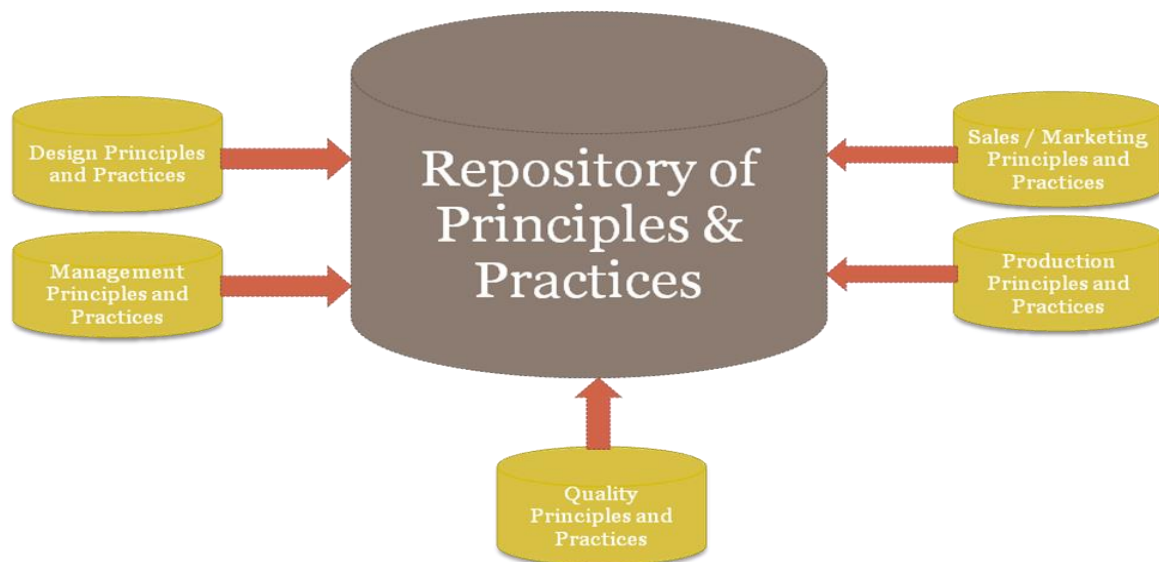 Design Principles
and Practices
Management
Principles and
Practices
Repository of
Principles &
Practices
Sales / Marketing
Principles and
Practices
Production
Principles and
Practices
Quality
Principles and
Practices